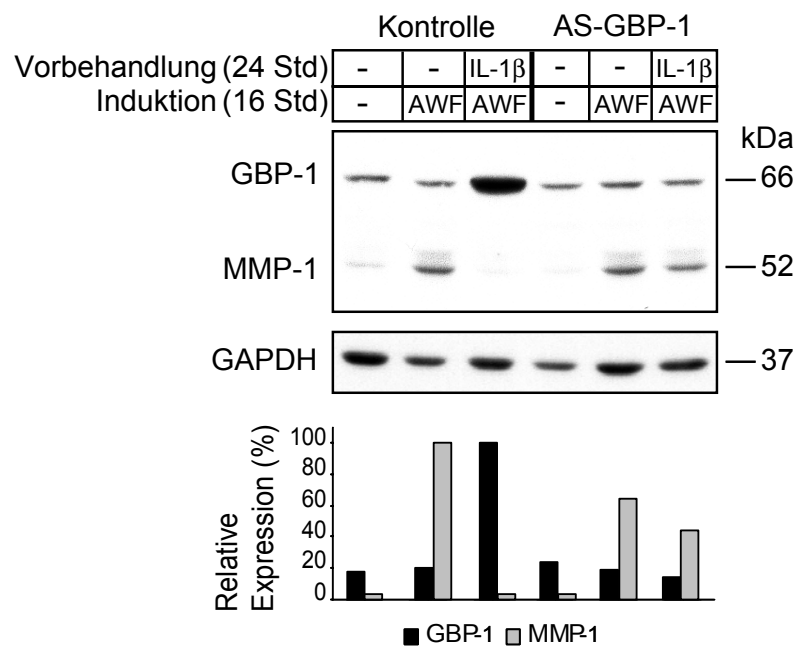 Kontrolle AS-GBP-1
Vorbehandlung (24 Std) - - IL-1β - - IL-1β
Induktion (16 Std) - AWF AWF - AWF AWF
kDa
GBP-1 66
MMP-1 52
GAPDH 37
Relative
Expression (%)
100
80
60
40
20
0
GBP-1 MMP-1